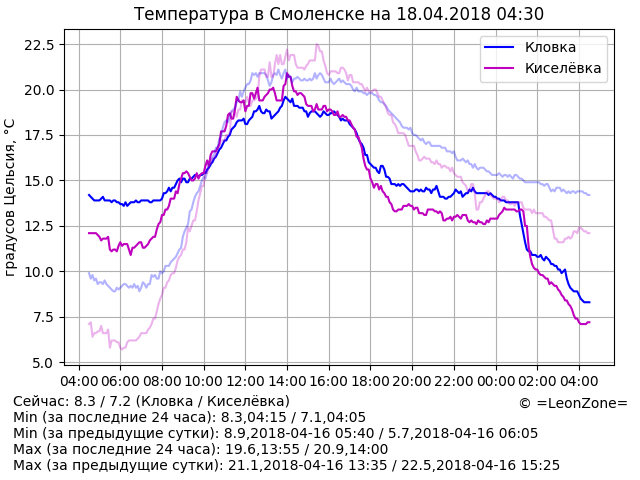 Температура в Смоленске на 18.04.2018 04:30
Кловка
Киселёвка
градусов Цельсия, °C
22.5
20.0
17.5
15.0
12.5
10.0
7.5
5.0
04:00 06:00 08:00 10:00 12:00 14:00 16:00 18:00 20:00 22:00 00:00 02:00 04:00
Сейчас: 8.3 / 7.2 (Кловка / Киселёвка)
© =LeonZone=
Min (за последние 24 часа): 8.3,04:15 / 7.1,04:05
Min (за предыдущие сутки): 8.9,2018-04-16 05:40 / 5.7,2018-04-16 06:05
Max (за последние 24 часа): 19.6,13:55 / 20.9,14:00
Max (за предыдущие сутки): 21.1,2018-04-16 13:35 / 22.5,2018-04-16 15:25